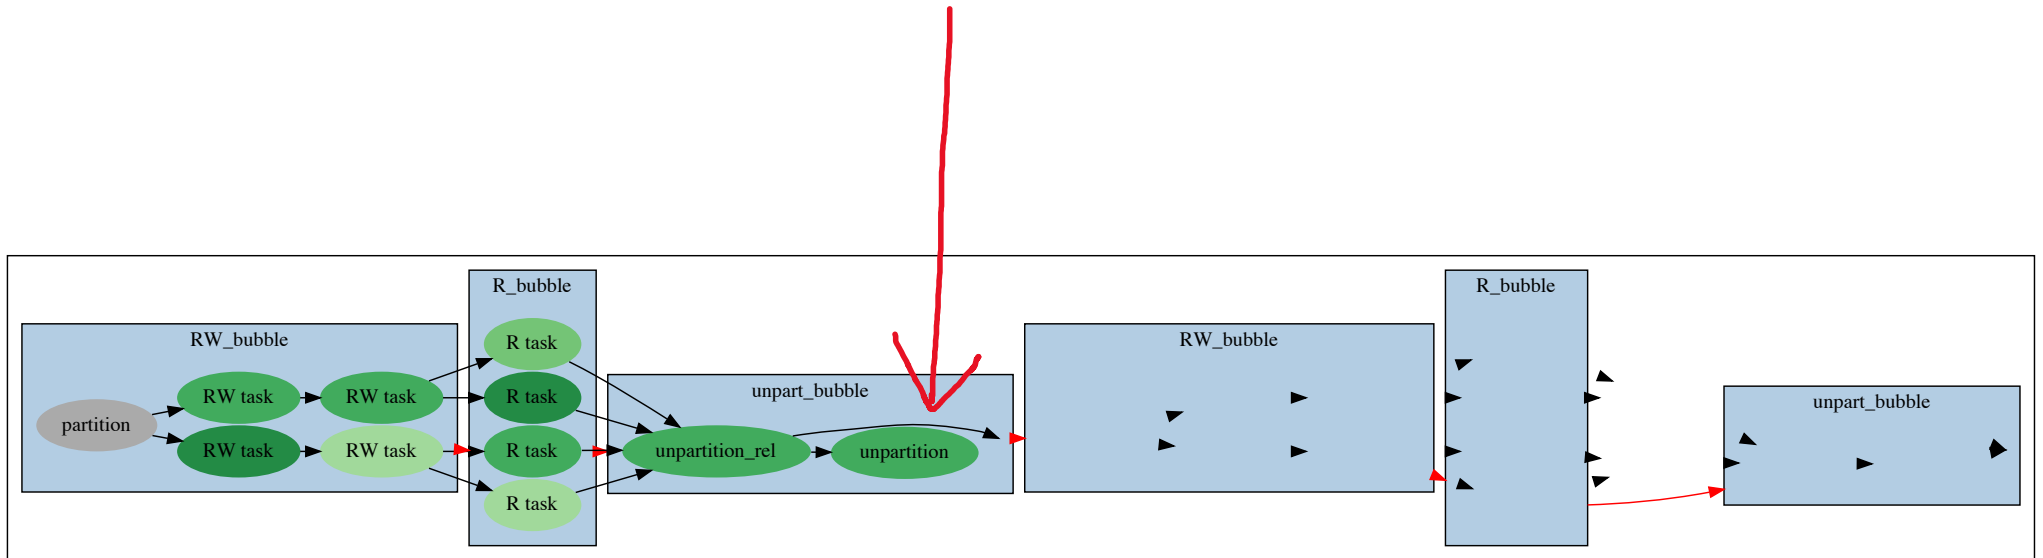 RW_bubble
partition
RW task
RW task
RW task
RW task
R_bubble
R task
R task
R task
R task
unpart_bubble
unpartition_rel
unpartition
RW_bubble
R_bubble
unpart_bubble